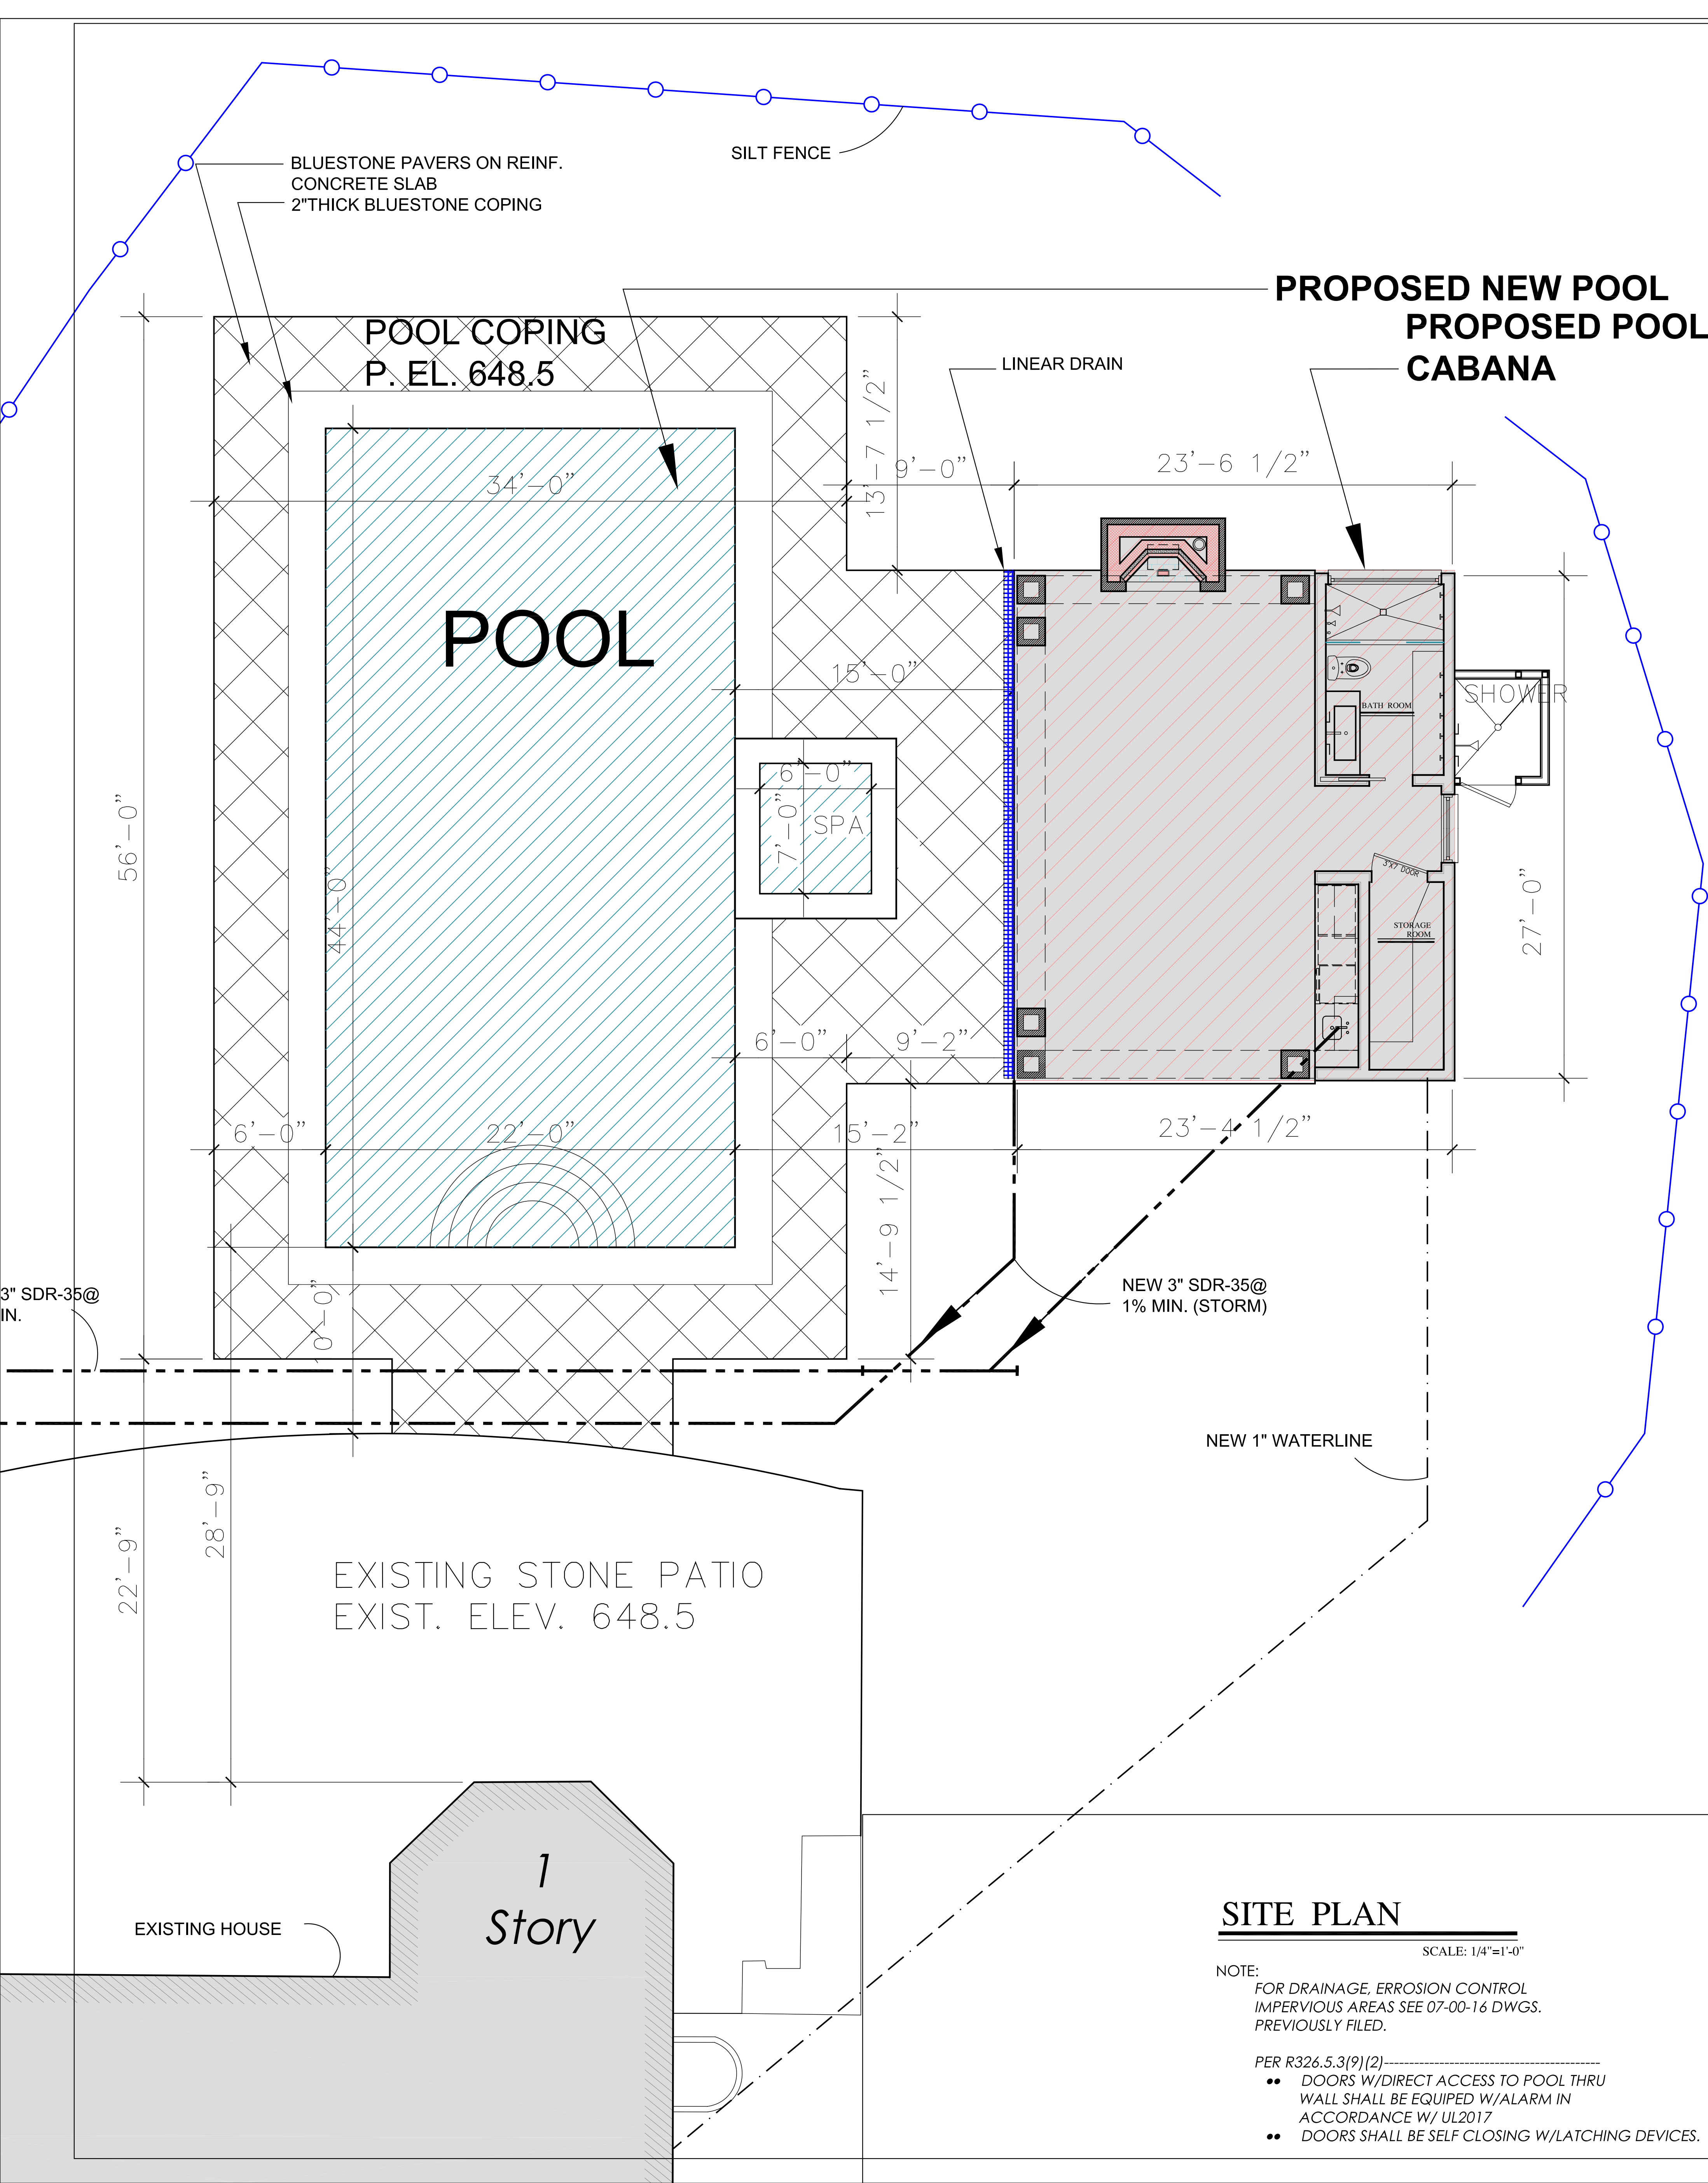 SILT FENCE
BLUESTONE PAVERS ON REINF.
CONCRETE SLAB
2"THICK BLUESTONE COPING
PROPOSED NEW POOL
PROPOSED POOL
CABANA
POOL COPING
P. EL. 648.5
LINEAR DRAIN
13'-7 1/2"
9'-0"
23'-6 1/2"
34'-0"
POOL
15'-0"
SHOWER
BATH ROOM
56'-0"
6'-0"
7'-0"
SPA
3'X7' DOOR
44'-0"
27'-0"
STORAGE
ROOM
6'-0"
9'-2"
6'-0"
22'-0"
15'-2"
23'-4 1/2"
14'-9 1/2"
3" SDR-35@
IN.
0'-0"
NEW 3" SDR-35@
1% MIN. (STORM)
NEW 1" WATERLINE
28'-9"
22'-9"
EXISTING STONE PATIO
EXIST. ELEV. 648.5
1
Story
EXISTING HOUSE
SITE PLAN
SCALE: 1/4"=1'-0"
NOTE:
FOR DRAINAGE, ERROSION CONTROL
IMPERVIOUS AREAS SEE 07-00-16 DWGS.
PREVIOUSLY FILED.
PER R326.5.3(9)(2)-------------------------------------------
•• DOORS W/DIRECT ACCESS TO POOL THRU
WALL SHALL BE EQUIPED W/ALARM IN
ACCORDANCE W/ UL2017
•• DOORS SHALL BE SELF CLOSING W/LATCHING DEVICES.